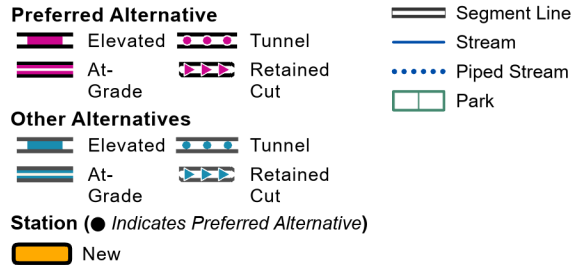 Preferred Alternative
Elevated
Tunnel
At-
Grade
Retained
Cut
Other Alternatives
Elevated
Tunnel
At-
Grade
Retained
Cut
Station (● Indicates Preferred Alternative)
New
Segment Line
Stream
Piped Stream
Park